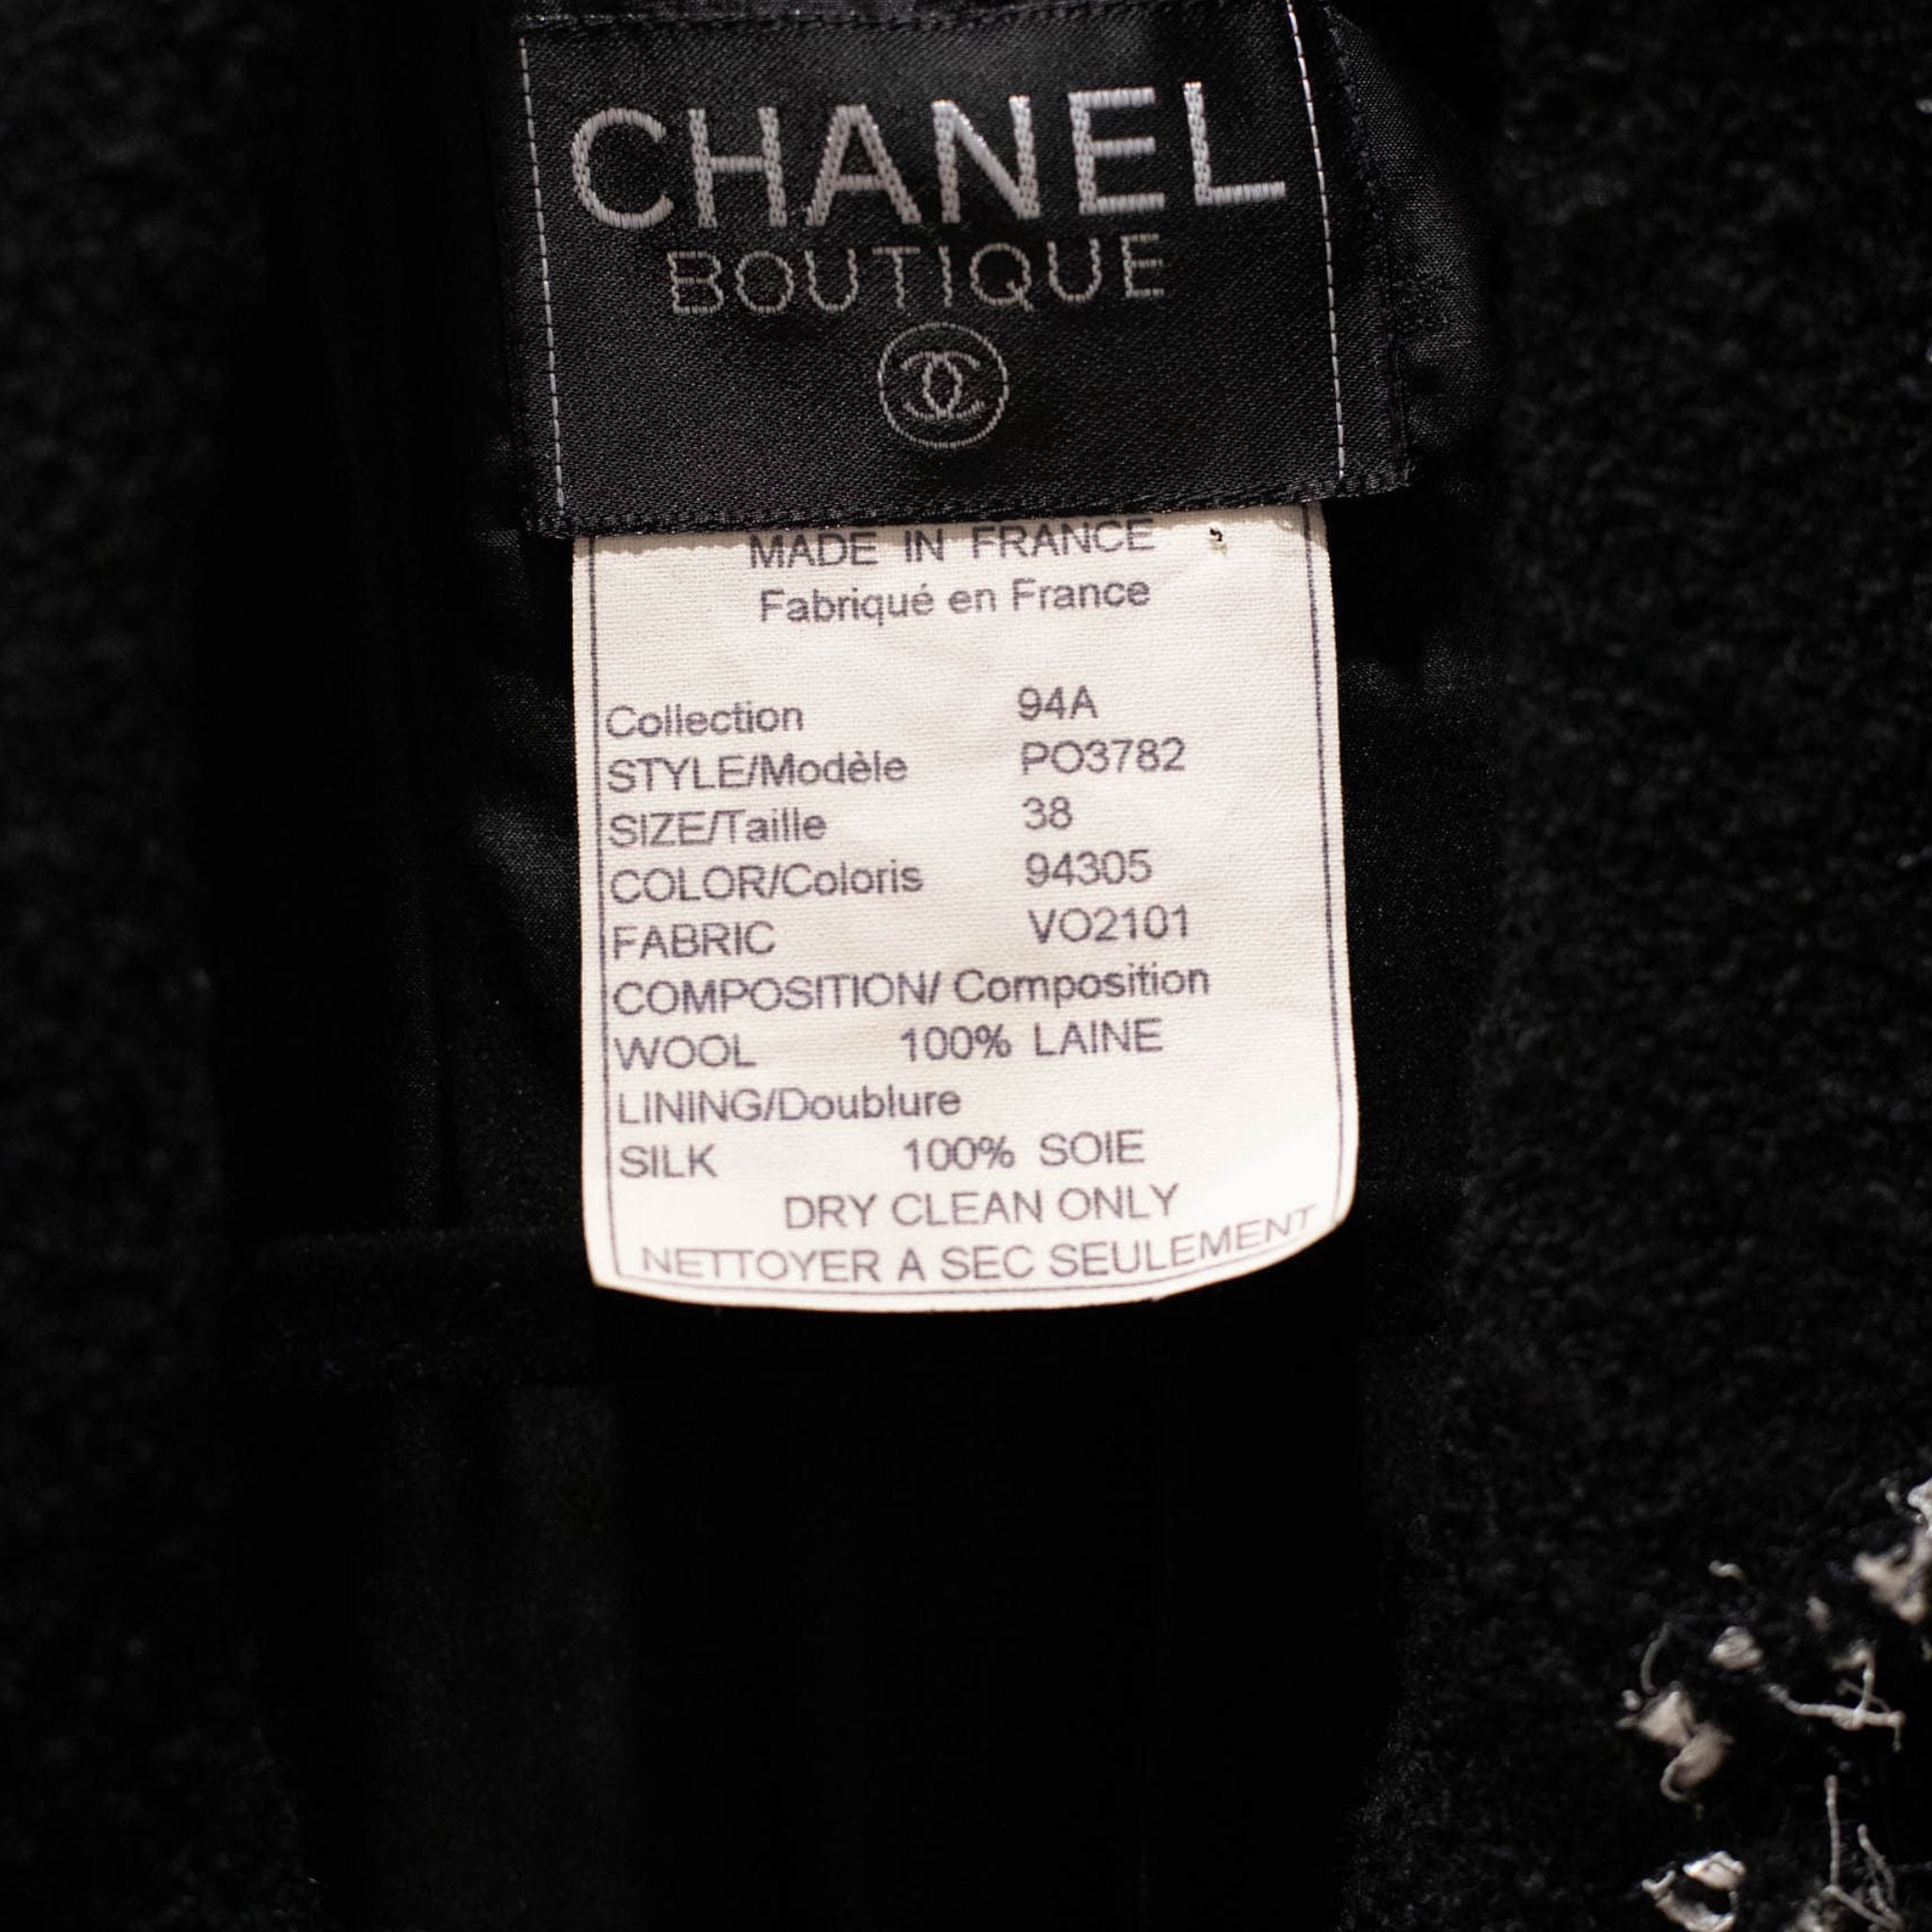 CHANEL
BOUTIQUE
MADE IN FRANCE
Fabriqué en France
Collection 94A
STYLE/Modèle PO3782
SIZE/Taille 38
COLOR/Coloris 94305
FABRIC VO2101
COMPOSITION/ Composition
WOOL 100% LAINE
LINING/Doublure
SILK 100% SOIE
DRY CLEAN ONLY
NETTOYER A SEC SEULEMENT